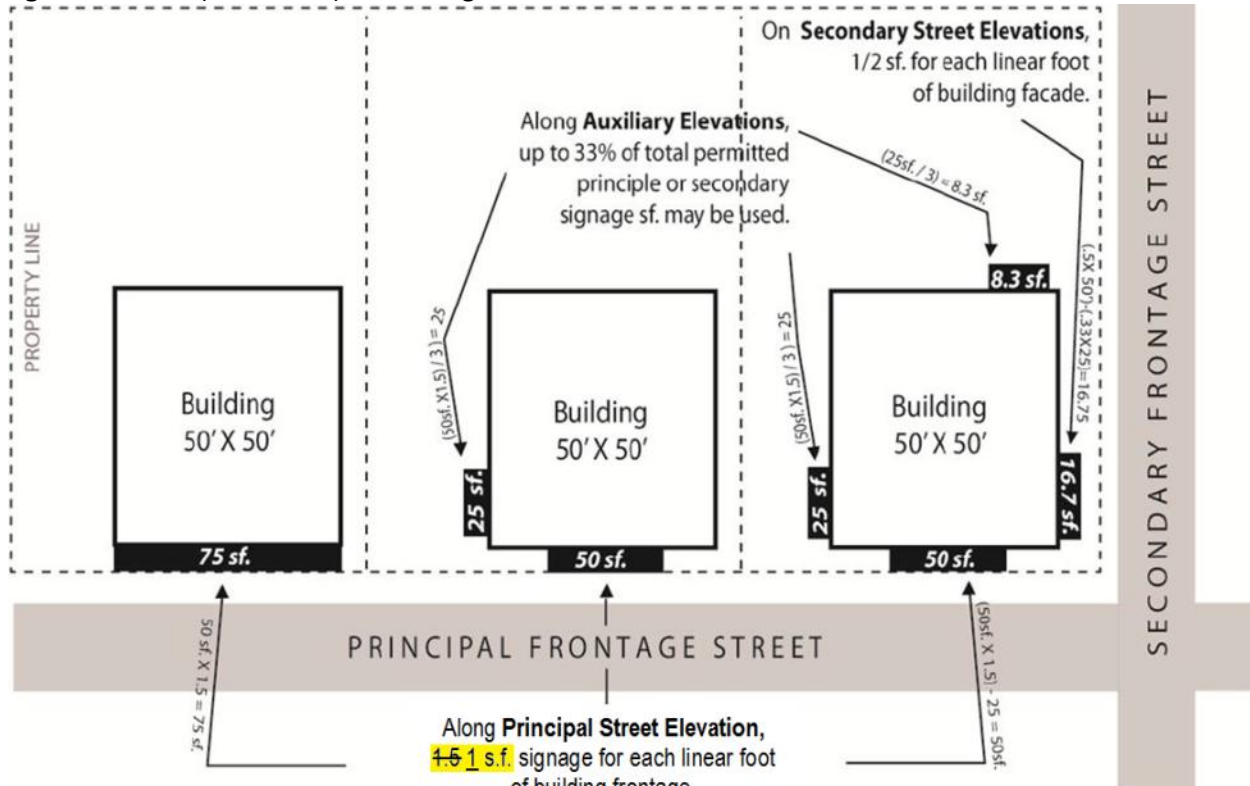 On Secondary Street Elevations,
1/2 sf. for each linear foot
of building facade.
Along Auxiliary Elevations,
up to 33% of total permitted
principle or secondary
signage sf. may be used.
(25sf. / 3) = 8.3 sf.
PROPERTY LINE
SECONDARY FRONTAGE STREET
8.3 sf.
(.5X 50')-(.33X25)=16.75
(50sf. X1.5) / 3 ) = 25
(50sf. X1.5) / 3 ) = 25
Building
50' X 50'
Building
50' X 50'
Building
50' X 50'
25 sf.
25 sf.
16.7 sf.
75 sf.
50 sf.
50 sf.
PRINCIPAL FRONTAGE STREET
50 sf. X 1.5 = 75 sf.
(50sf. X 1.5) - 25 = 50sf.
Along Principal Street Elevation,
1.5 1 s.f. signage for each linear foot
of building frontage